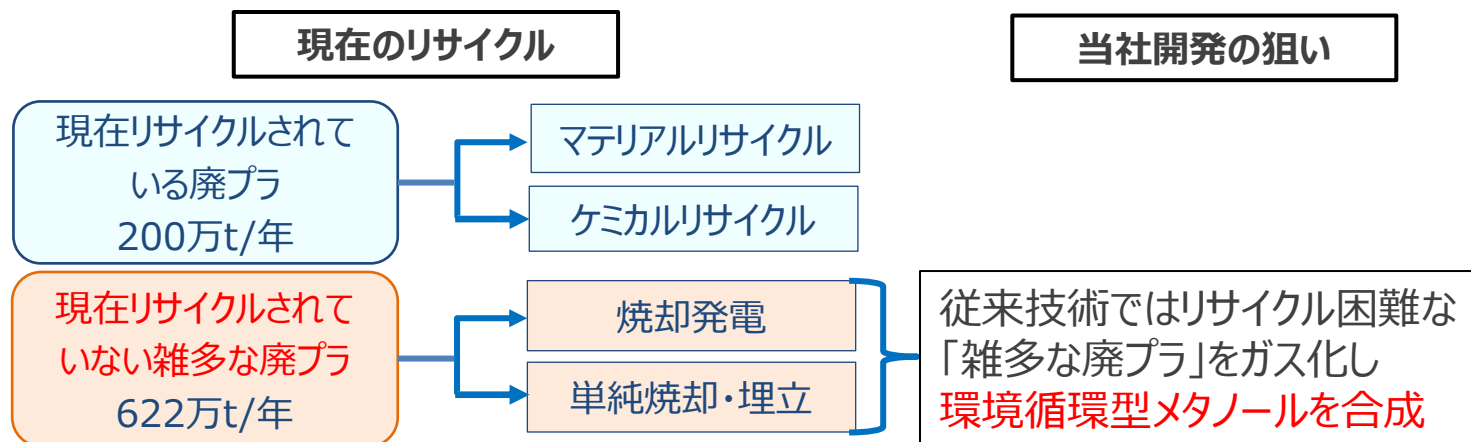 現在のリサイクル
当社開発の狙い
現在リサイクルされて
いる廃プラ
200万t/年
マテリアルリサイクル
ケミカルリサイクル
現在リサイクルされて
いない雑多な廃プラ
622万t/年
焼却発電
単純焼却・埋立
従来技術ではリサイクル困難な
「雑多な廃プラ」をガス化し
環境循環型メタノールを合成